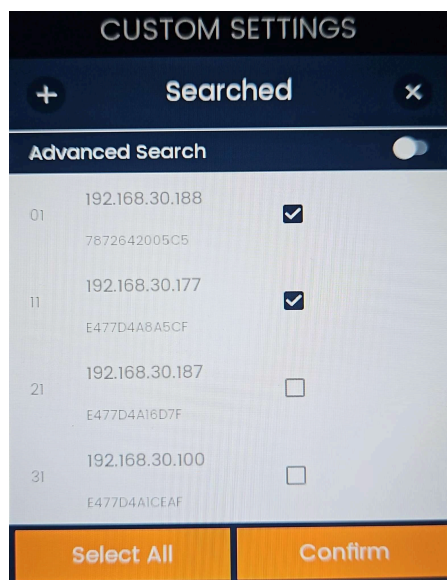 CUSTOM SETTINGS
+ Searched ×
Advanced Search
01 192.168.30.188
7872642005C5
11 192.168.30.177
E477D4A8A5CF
21 192.168.30.187
E477D4A16D7F
31 192.168.30.100
E477D4A1CEAF
Select All Confirm